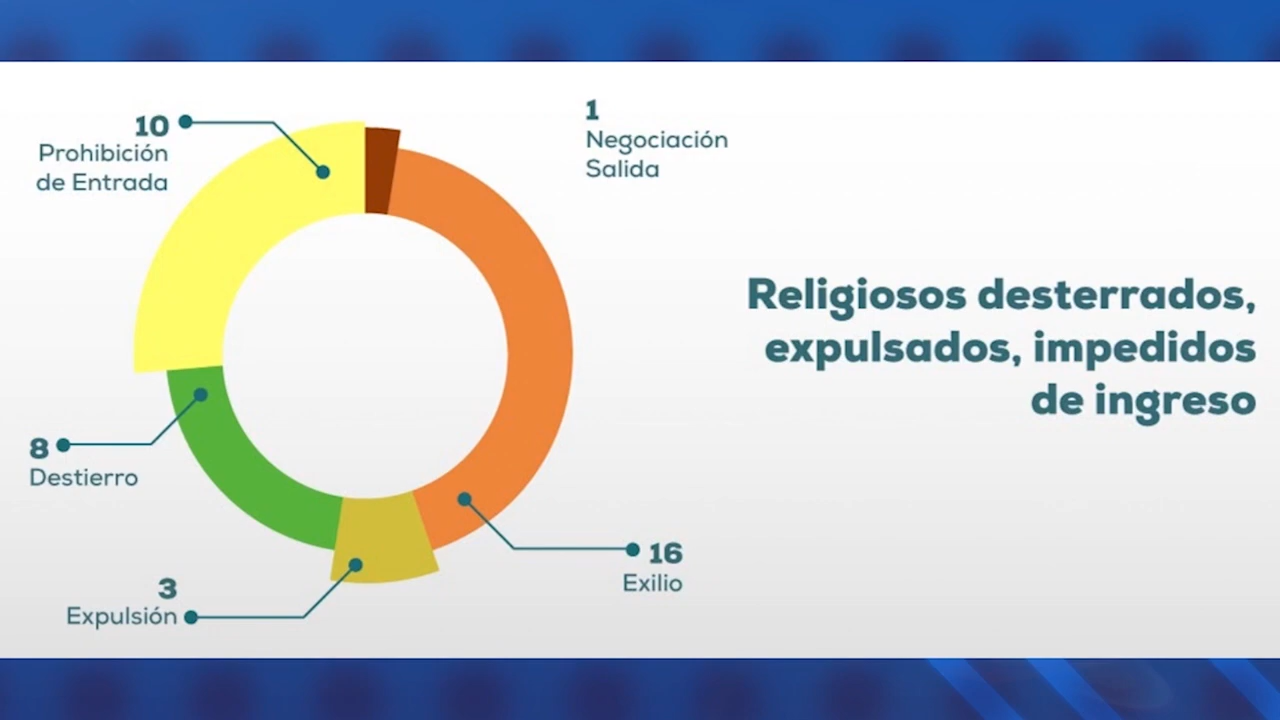 10
Prohibición
de Entrada
1
Negociación
Salida
Religiosos desterrados,
expulsados, impedidos
de ingreso
8
Destierro
16
Exilio
3
Expulsión